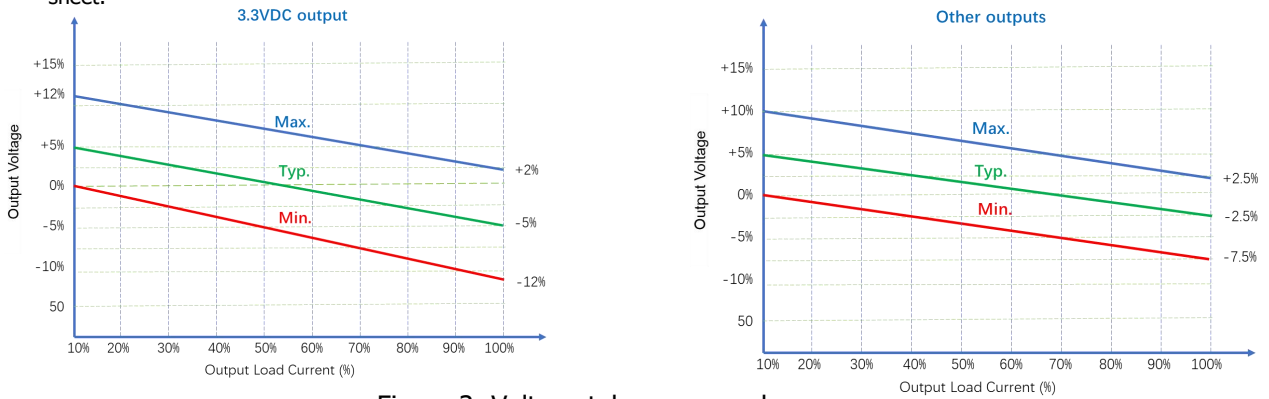 sheet.
3.3VDC output
Output Voltage
+15%
+12%
+5%
0%
-5%
-10%
50
Max.
Typ.
Min.
+2%
-5%
-12%
10% 20% 30% 40% 50% 60% 70% 80% 90% 100%
Output Load Current (%)
Other outputs
Output Voltage
+15%
+10%
+5%
0%
-5%
-10%
50
Max.
Typ.
Min.
+2.5%
-2.5%
-7.5%
10% 20% 30% 40% 50% 60% 70% 80% 90% 100%
Output Load Current (%)